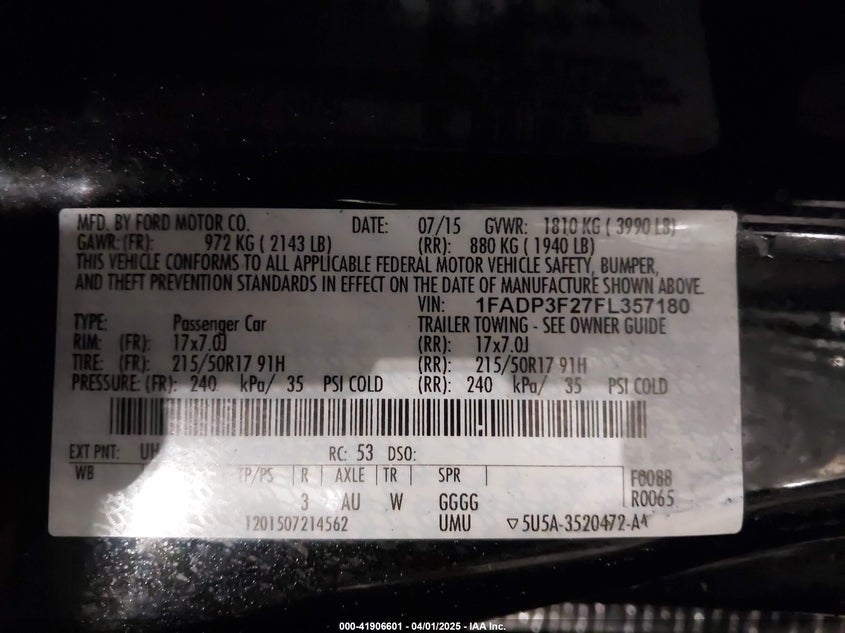 MFD. BY FORD MOTOR CO. DATE: 07/15 GVWR: 1810 KG ( 3990 LB)
GAWR: (FR): 972 KG ( 2143 LB) (RR): 880 KG ( 1940 LB)
THIS VEHICLE CONFORMS TO ALL APPLICABLE FEDERAL MOTOR VEHICLE SAFETY, BUMPER,
AND THEFT PREVENTION STANDARDS IN EFFECT ON THE DATE OF MANUFACTURE SHOWN ABOVE.
VIN: 1FADP3F27FL357180
TYPE: Passenger Car TRAILER TOWING - SEE OWNER GUIDE
RIM: (FR): 17x7.0J (RR): 17x7.0J
TIRE: (FR): 215/50R17 91H (RR): 215/50R17 91H
PRESSURE: (FR): 240 kPa/ 35 PSI COLD (RR): 240 kPa/ 35 PSI COLD
EXT PNT: UH RC: 53 DSO:
WB TP/PS R AXLE TR SPR F0088
3 AU W GGGG R0065
1201507214562 UMU ▽5U5A-3520472-AA
000-41906601 - 04/01/2025 - IAA Inc.